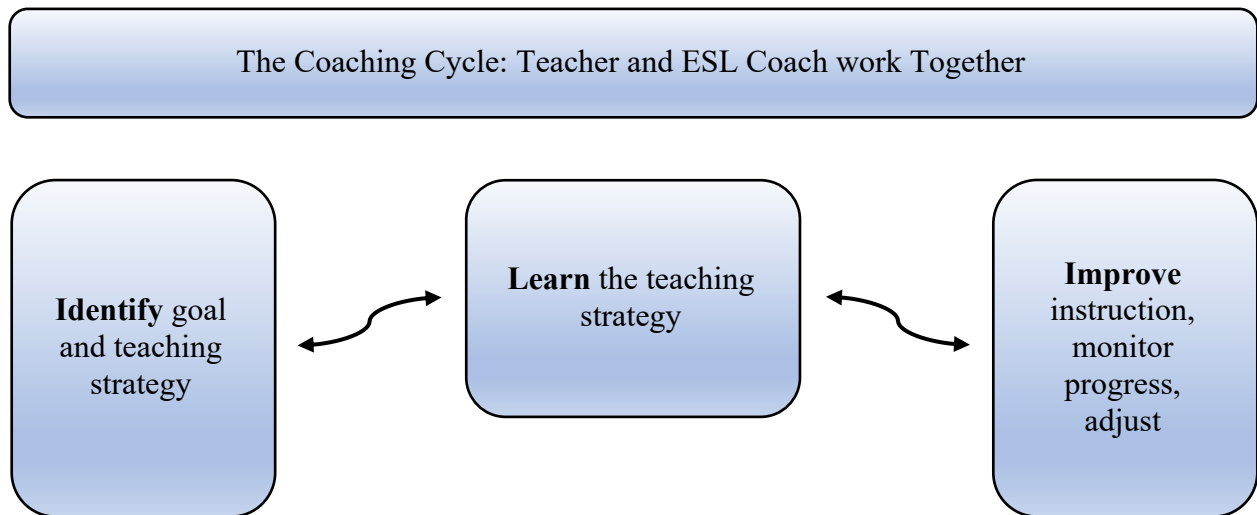 The Coaching Cycle: Teacher and ESL Coach work Together
Identify goal
and teaching
strategy
Learn the teaching
strategy
Improve
instruction,
monitor
progress,
adjust